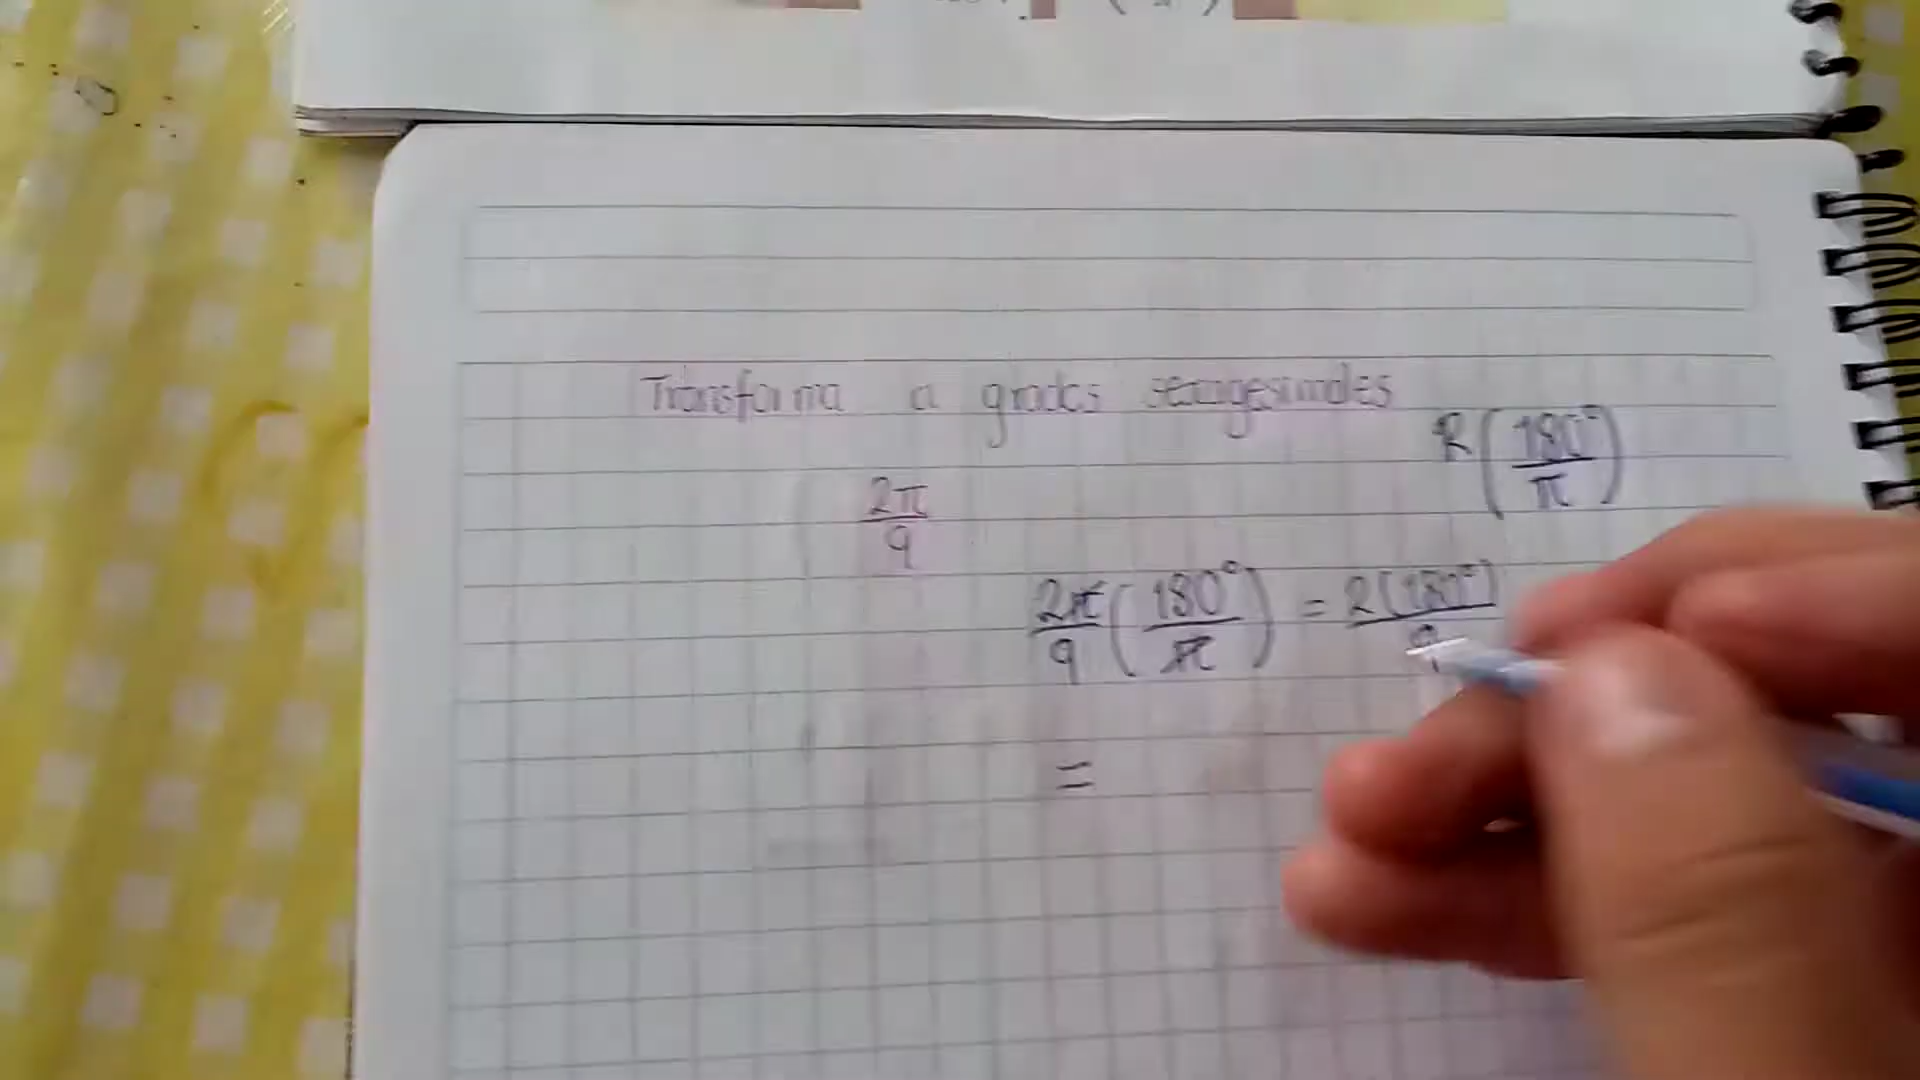 Transforma a grados sexagesimales
R(180°/π)
2π/9
2π/9 (180°/π) = 2(180°)/9
=